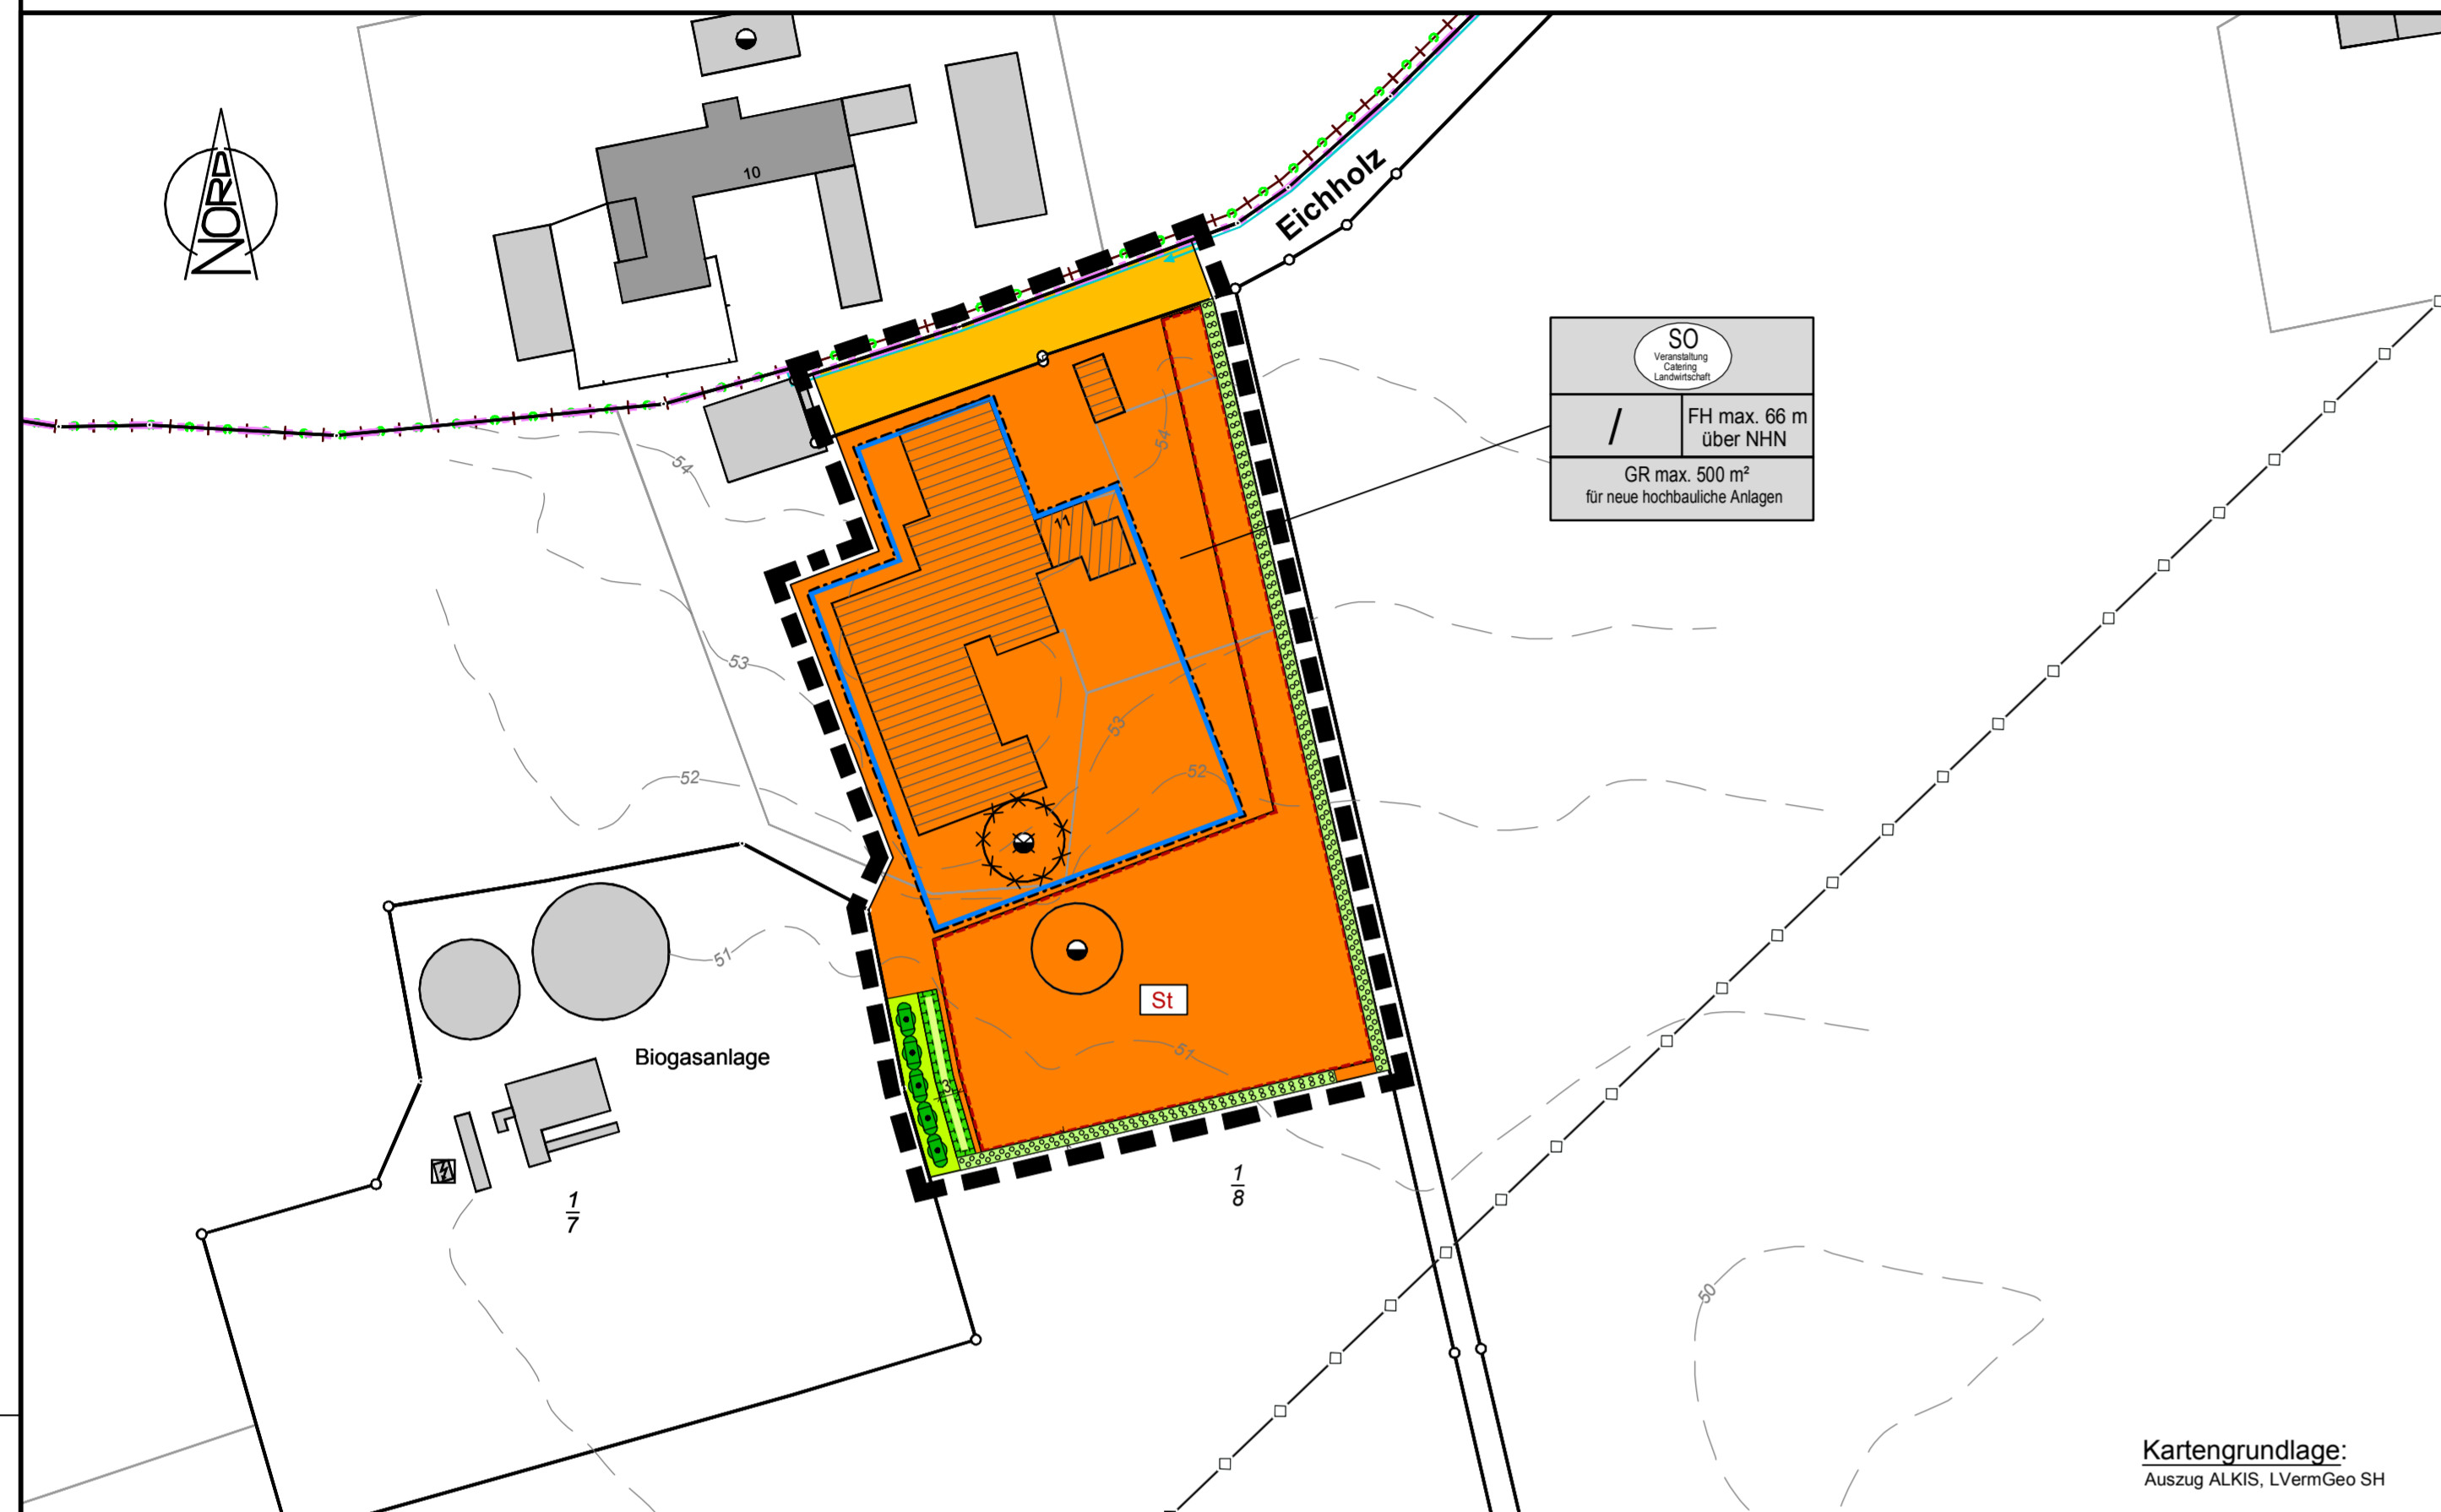 NORD
10
Eichholz
SO
Veranstaltung
Catering
Landwirtschaft
/
FH max. 66 m
über NHN
GR max. 500 m²
für neue hochbauliche Anlagen
54
54
11
53
53
52
52
51
St
51
Biogasanlage
3
1
7
1
8
50
Kartengrundlage:
Auszug ALKIS, LVermGeo SH